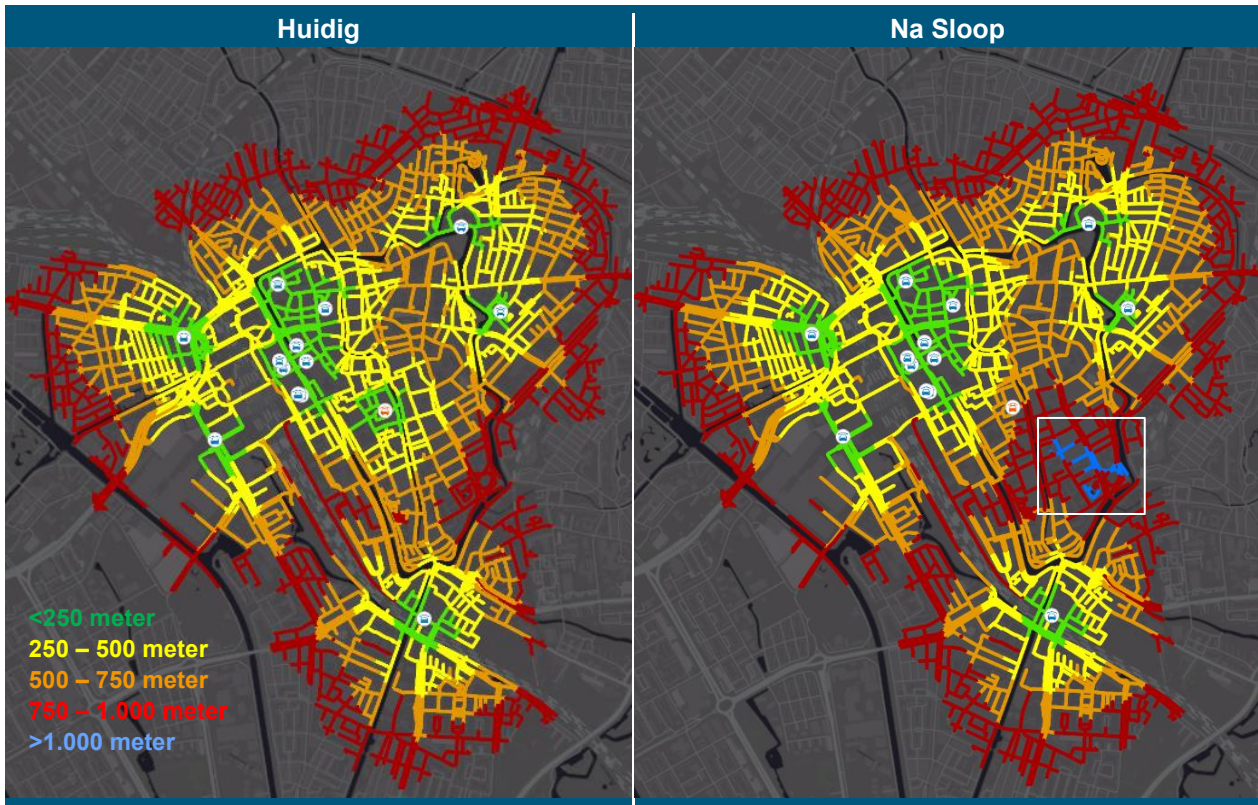 Huidig
Na Sloop
<250 meter
250 – 500 meter
500 – 750 meter
750 – 1.000 meter
>1.000 meter